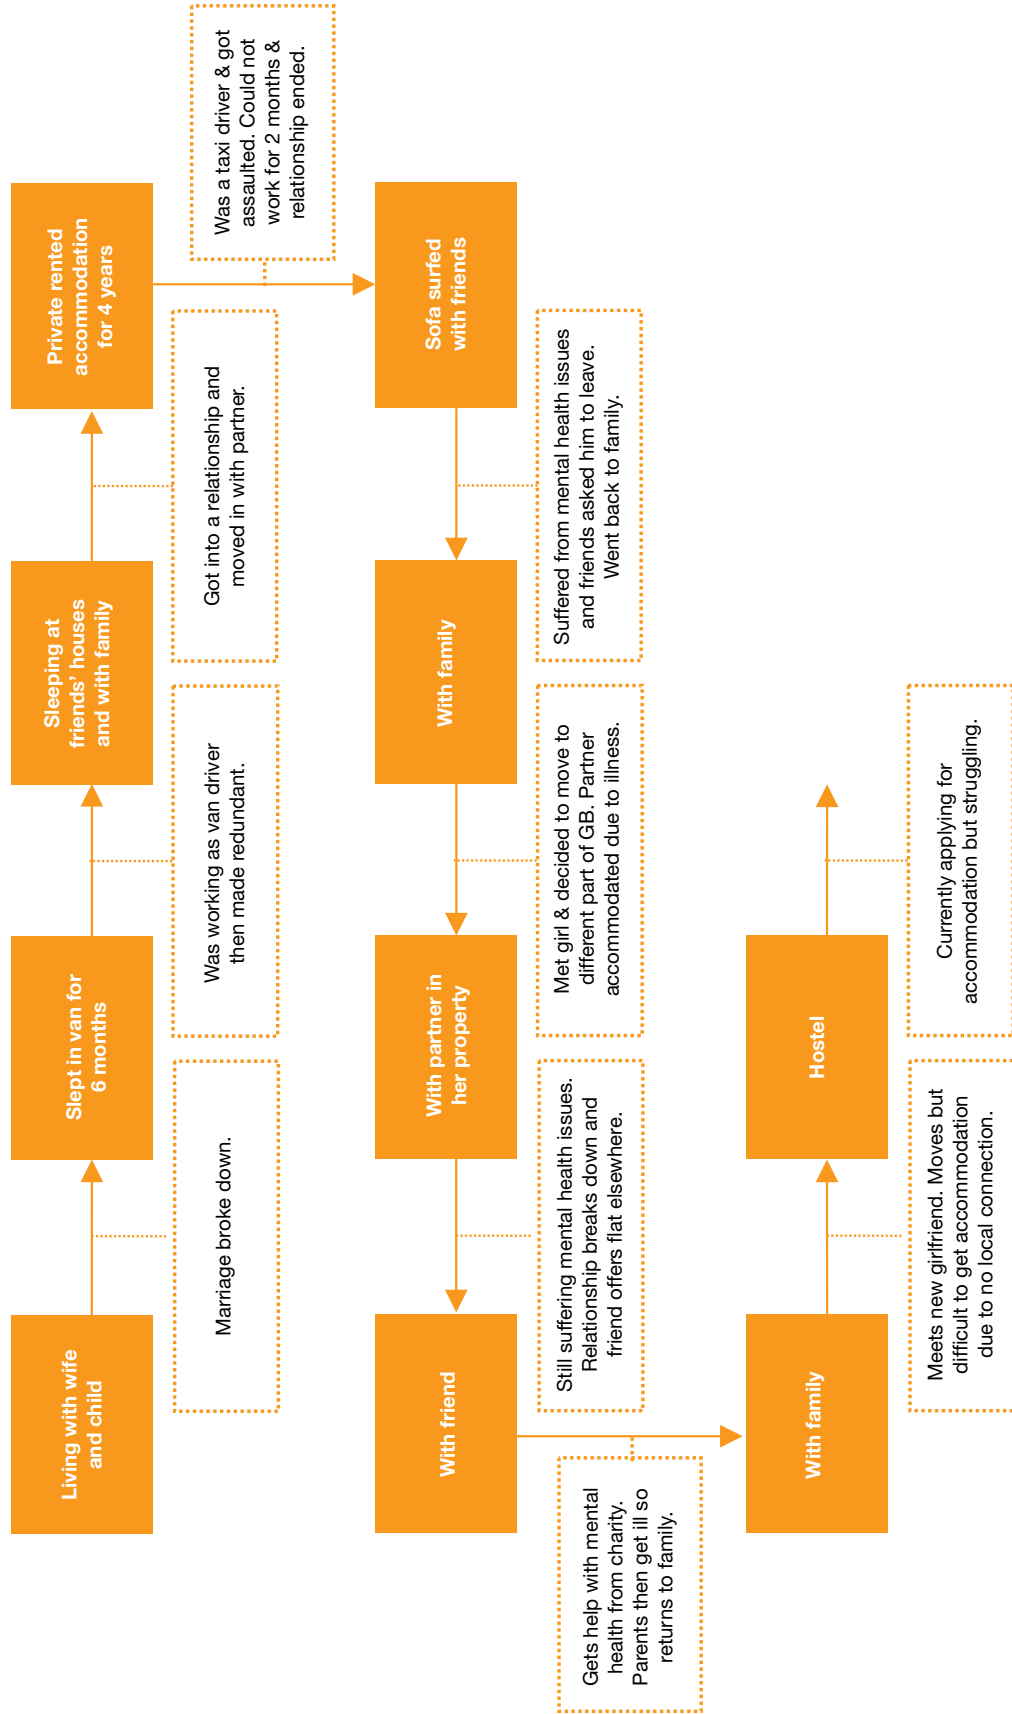 Living with wife
and child
Marriage broke down.
Slept in van for
6 months
Was working as van driver
then made redundant.
Sleeping at
friends’ houses
and with family
Got into a relationship and
moved in with partner.
Private rented
accommodation
for 4 years
Was a taxi driver & got
assaulted. Could not
work for 2 months &
relationship ended.
Sofa surfed
with friends
Suffered from mental health issues
and friends asked him to leave.
Went back to family.
With family
Met girl & decided to move to
different part of GB. Partner
accommodated due to illness.
With partner in
her property
Still suffering mental health issues.
Relationship breaks down and
friend offers flat elsewhere.
With friend
Gets help with mental
health from charity.
Parents then get ill so
returns to family.
With family
Meets new girlfriend. Moves but
difficult to get accommodation
due to no local connection.
Hostel
Currently applying for
accommodation but struggling.